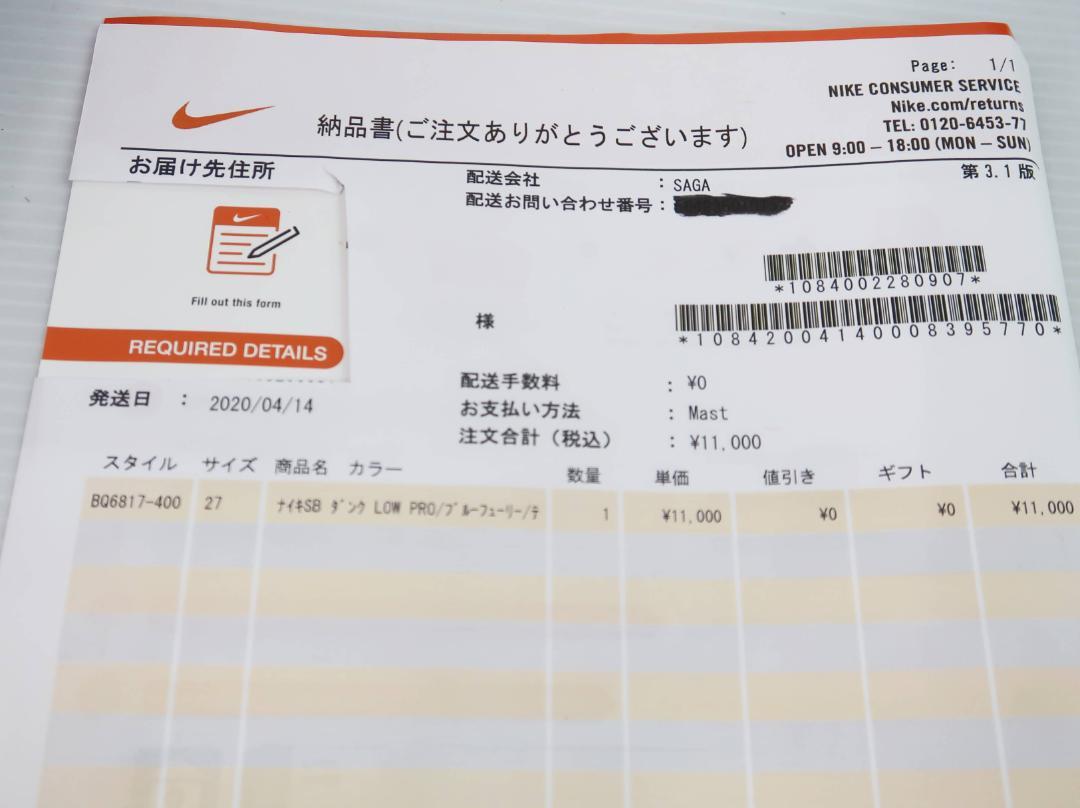 Page: 1/1
NIKE CONSUMER SERVICE
Nike.com/returns
TEL: 0120-6453-77
OPEN 9:00 – 18:00 (MON – SUN)
納品書(ご注文ありがとうございます)
第3.1版
お届け先住所
配送会社 : SAGA
配送お問い合わせ番号 :
Fill out this form
REQUIRED DETAILS
*1084002280907*
様
*10842004140008395770*
発送日 : 2020/04/14
配送手数料 : ¥0
お支払い方法 : Mast
注文合計（税込） : ¥11,000
スタイル サイズ 商品名 カラー 数量 単価 値引き ギフト 合計
BQ6817-400 27 ﾅｲｷSB ﾀﾞﾝｸ LOW PRO/ﾌﾞﾙｰﾌｭｰﾘｰ/ﾃ 1 ¥11,000 ¥0 ¥0 ¥11,000